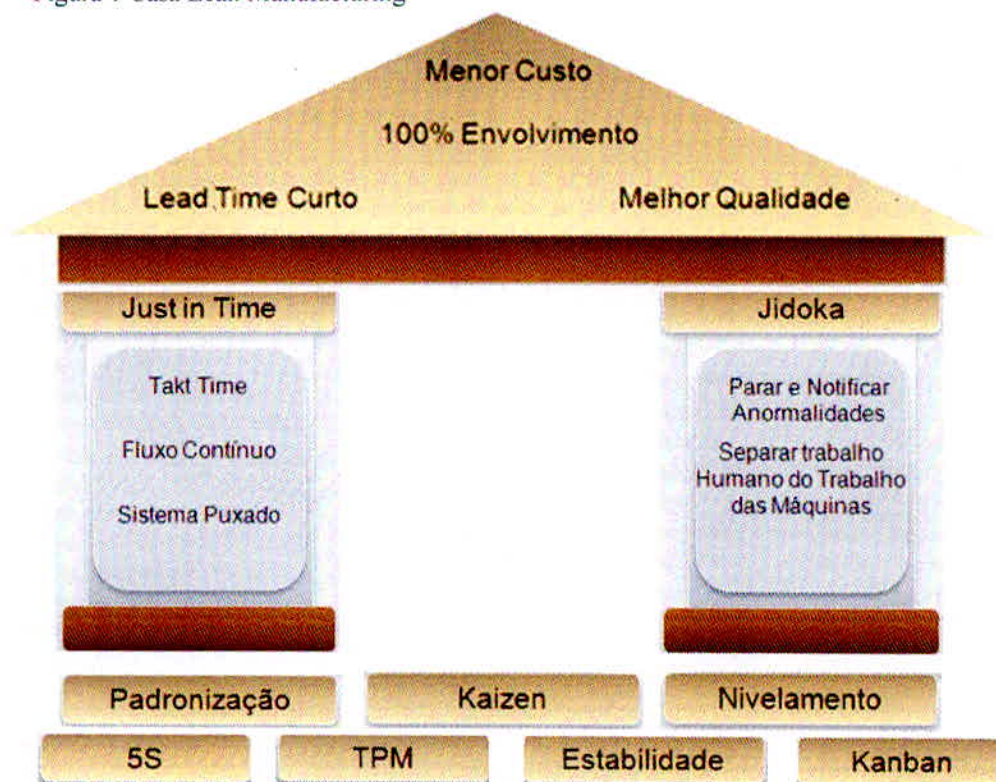 Menor Custo
100% Envolvimento
Lead Time Curto
Melhor Qualidade
Just in Time
Jidoka
Takt Time
Fluxo Contínuo
Sistema Puxado
Parar e Notificar
Anormalidades
Separar trabalho
Humano do Trabalho
das Máquinas
Padronização
Kaizen
Nivelamento
5S
TPM
Estabilidade
Kanban